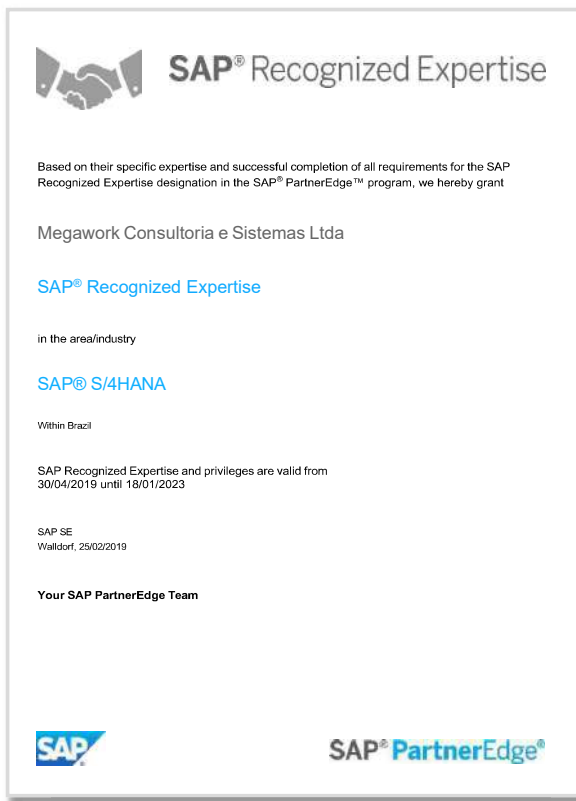 SAP® Recognized Expertise
Based on their specific expertise and successful completion of all requirements for the SAP
Recognized Expertise designation in the SAP® PartnerEdge™ program, we hereby grant
Megawork Consultoria e Sistemas Ltda
SAP® Recognized Expertise
in the area/industry
SAP® S/4HANA
Within Brazil
SAP Recognized Expertise and privileges are valid from
30/04/2019 until 18/01/2023
SAP SE
Walldorf, 25/02/2019
Your SAP PartnerEdge Team
SAP®
SAP® PartnerEdge®